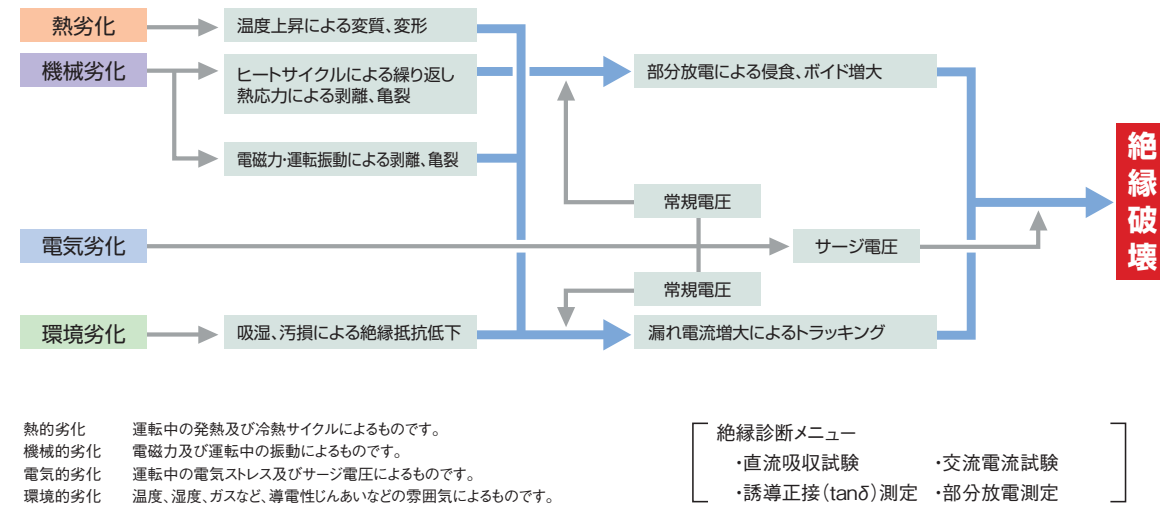 熱劣化
温度上昇による変質、変形
機械劣化
ヒートサイクルによる繰り返し
熱応力による剥離、亀裂
部分放電による侵食、ボイド増大
電磁力・運転振動による剥離、亀裂
常規電圧
電気劣化
サージ電圧
絶縁破壊
常規電圧
環境劣化
吸湿、汚損による絶縁抵抗低下
漏れ電流増大によるトラッキング
熱的劣化 運転中の発熱及び冷熱サイクルによるものです。
機械的劣化 電磁力及び運転中の振動によるものです。
電気的劣化 運転中の電気ストレス及びサージ電圧によるものです。
環境的劣化 温度、湿度、ガスなど、導電性じんあいなどの雰囲気によるものです。
絶縁診断メニュー
・直流吸収試験 ・交流電流試験
・誘導正接（tanδ）測定 ・部分放電測定